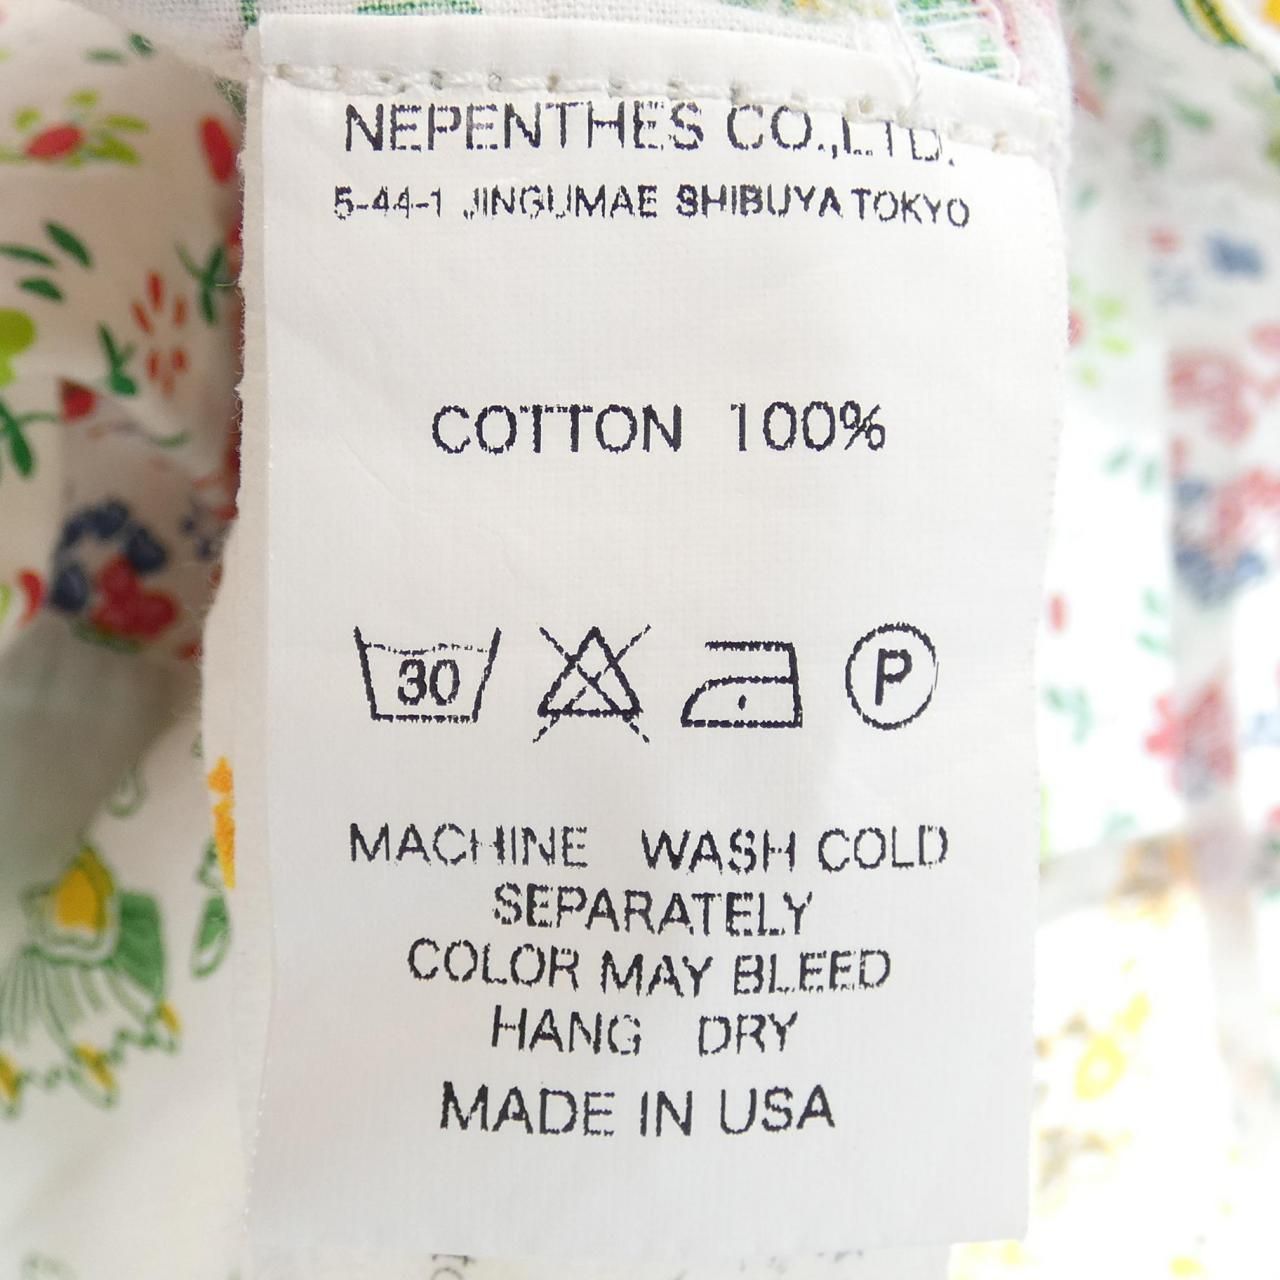 NEPENTHES CO.,LTD.
5-44-1 JINGUMAE SHIBUYA TOKYO
COTTON 100%
30
P
MACHINE WASH COLD
SEPARATELY
COLOR MAY BLEED
HANG DRY
MADE IN USA